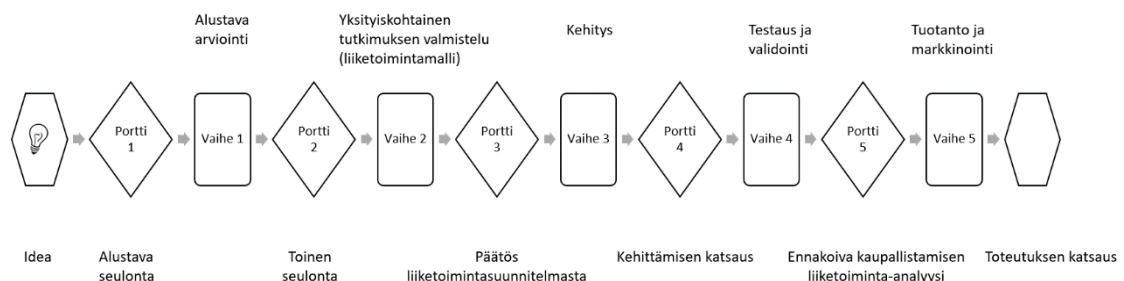 Alustava
arviointi
Yksityiskohtainen
tutkimuksen valmistelu
(liiketoimintamalli)
Kehitys
Testaus ja
validointi
Tuotanto ja
markkinointi
Portti
1
Vaihe 1
Portti
2
Vaihe 2
Portti
3
Vaihe 3
Portti
4
Vaihe 4
Portti
5
Vaihe 5
Idea
Alustava
seulonta
Toinen
seulonta
Päätös
liiketoimintasuunnitelmasta
Kehittämisen katsaus
Ennakoiva kaupallistamisen
liiketoiminta-analyysi
Toteutuksen katsaus